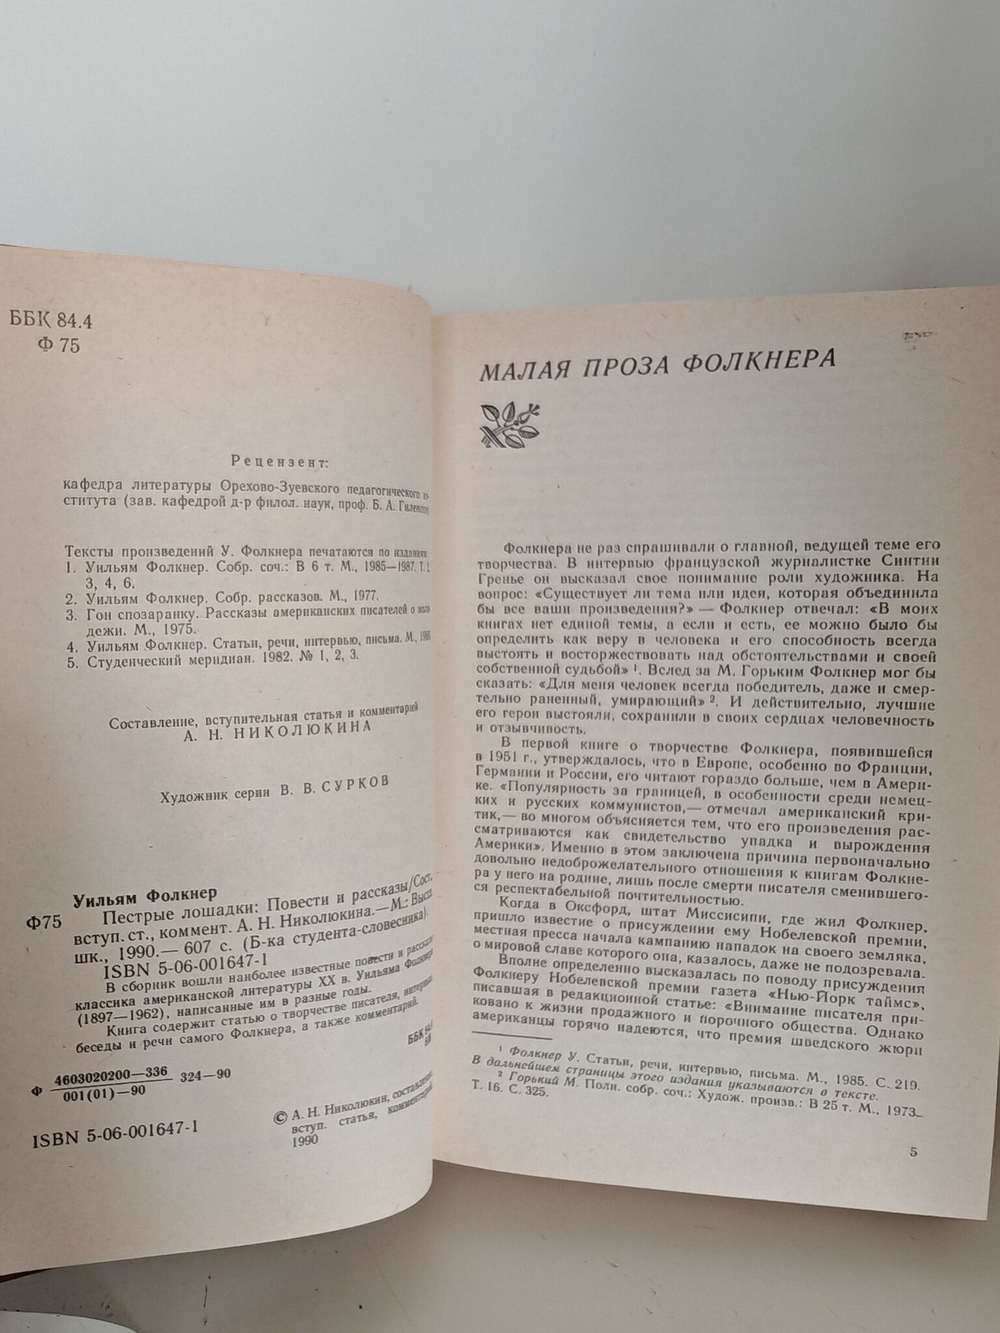 ББК 84.4
Ф 75
Рецензент:
кафедра литературы Орехово-Зуевского педагогического ин-
ститута (зав. кафедрой д-р филол. наук, проф. Б. А. Гиленсон)
Тексты произведений У. Фолкнера печатаются по изданиям:
1. Уильям Фолкнер. Собр. соч.: В 6 т. М., 1985—1987. Т. 1,
3, 4, 6.
2. Уильям Фолкнер. Собр. рассказов. М., 1977.
3. Гон спозаранку. Рассказы американских писателей о моло-
дежи. М., 1975.
4. Уильям Фолкнер. Статьи, речи, интервью, письма. М.,
5. Студенческий меридиан. 1982. № 1, 2, 3.
Составление, вступительная статья и комментарий
А. Н. НИКОЛЮКИНА
Художник серии В. В. СУРКОВ
Уильям Фолкнер
Ф75 Пестрые лошадки: Повести и рассказы/Сост.,
вступ. ст., коммент. А. Н. Николюкина.— М.: Высш.
шк., 1990.— 607 с. (Б-ка студента-словесника).
ISBN 5-06-001647-1
В сборник вошли наиболее известные повести и рассказы
классика американской литературы XX в. Уильяма Фолкнера
(1897—1962), написанные им в разные годы.
Книга содержит статью о творчестве писателя, интервью,
беседы и речи самого Фолкнера, а также комментарий.
Ф 4603020200—336
001(01)—90
324—90
ББК
ISBN 5-06-001647-1
© А. Н. Николюкин, составление,
вступ. статья, комментарий,
1990
МАЛАЯ ПРОЗА ФОЛКНЕРА
Фолкнера не раз спрашивали о главной, ведущей теме его
творчества. В интервью французской журналистке Синтии
Гренье он высказал свое понимание роли художника. На
вопрос: «Существует ли тема или идея, которая объединила
бы все ваши произведения?» — Фолкнер отвечал: «В моих
книгах нет единой темы, а если и есть, ее можно было бы
определить как веру в человека и его способность всегда
выстоять и восторжествовать над обстоятельствами и своей
собственной судьбой» ¹. Вслед за М. Горьким Фолкнер мог бы
сказать: «Для меня человек всегда победитель, даже и смер-
тельно раненный, умирающий» ². И действительно, лучшие
его герои выстояли, сохранили в своих сердцах человечность
и отзывчивость.
В первой книге о творчестве Фолкнера, появившейся
в 1951 г., утверждалось, что в Европе, особенно во Франции,
Германии и России, его читают гораздо больше, чем в Амери-
ке. «Популярность за границей, в особенности среди немец-
ких и русских коммунистов,— отмечал американский кри-
тик,— во многом объясняется тем, что его произведения рас-
сматриваются как свидетельство упадка и вырождения
Америки». Именно в этом заключена причина первоначально
довольно недоброжелательного отношения к книгам Фолкне-
ра у него на родине, лишь после смерти писателя сменившего-
ся респектабельной почтительностью.
Когда в Оксфорд, штат Миссисипи, где жил Фолкнер,
пришло известие о присуждении ему Нобелевской премии,
местная пресса начала кампанию нападок на своего земляка,
о мировой славе которого она, казалось, даже не подозревала.
Вполне определенно высказалась по поводу присуждения
Фолкнеру Нобелевской премии газета «Нью-Йорк таймс»,
писавшая в редакционной статье: «Внимание писателя при-
ковано к жизни продажного и порочного общества. Однако
американцы горячо надеются, что премия шведского жюри
¹ Фолкнер У. Статьи, речи, интервью, письма. М., 1985. С. 219.
В дальнейшем страницы этого издания указываются в тексте.
² Горький М. Полн. собр. соч.: Худож. произв.: В 25 т. М., 1973—
Т. 16. С. 325.
5